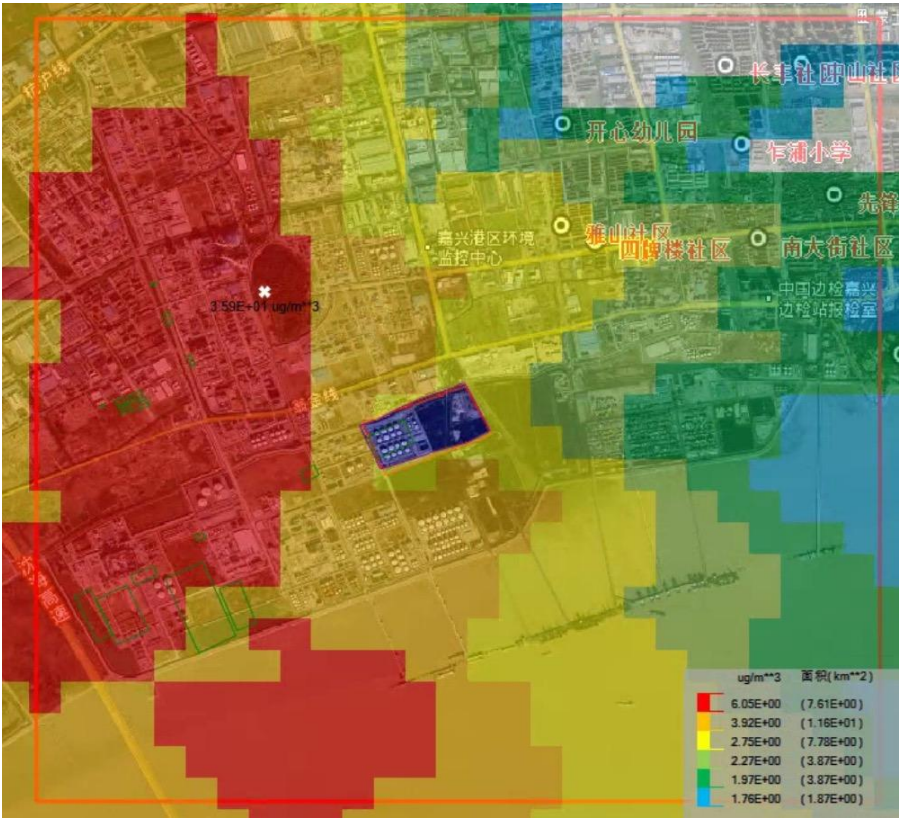 杭沪线
长丰社区
中山社区
开心幼儿园
乍浦小学
先锋
嘉兴港区环境
监控中心
雅山社区
四牌楼社区
南大街社区
中国边检嘉兴
边检站报检室
3.59E+01 ug/m**3
ug/m**3 面积(km**2)
6.05E+00 (7.61E+00)
3.92E+00 (1.16E+01)
2.75E+00 (7.78E+00)
2.27E+00 (3.87E+00)
1.97E+00 (3.87E+00)
1.76E+00 (1.87E+00)